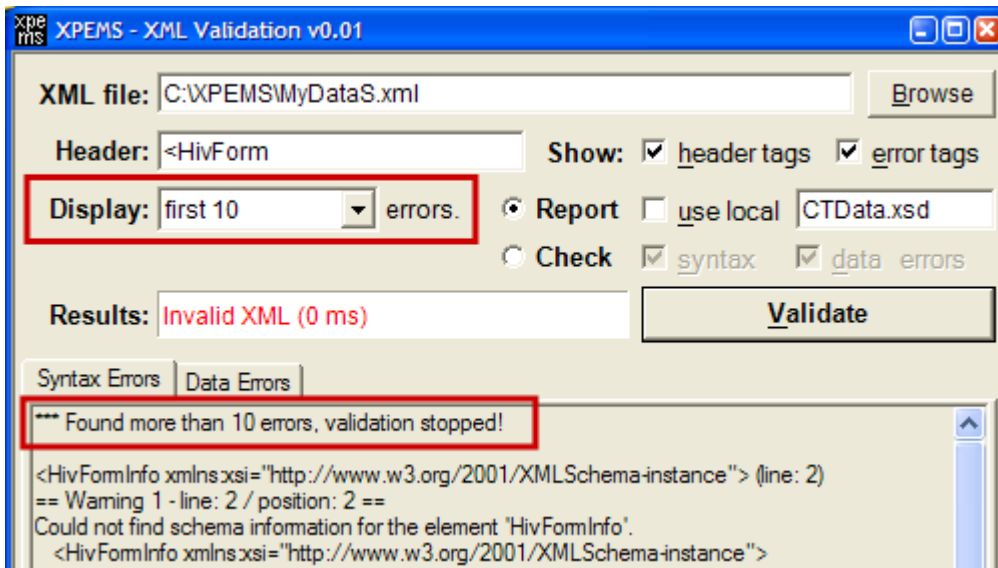 xpe ms XPEMS - XML Validation v0.01
XML file: C:\XPEMS\MyDataS.xml Browse
Header: <HivForm Show: header tags error tags
Display: first 10 errors. Report use local CTData.xsd
Check syntax data errors
Results: Invalid XML (0 ms) Validate
Syntax Errors Data Errors
*** Found more than 10 errors, validation stopped!
<HivFormInfo xmlns:xsi="http://www.w3.org/2001/XMLSchema-instance"> (line: 2)
== Warning 1 - line: 2 / position: 2 ==
Could not find schema information for the element 'HivFormInfo'.
<HivFormInfo xmlns:xsi="http://www.w3.org/2001/XMLSchema-instance">